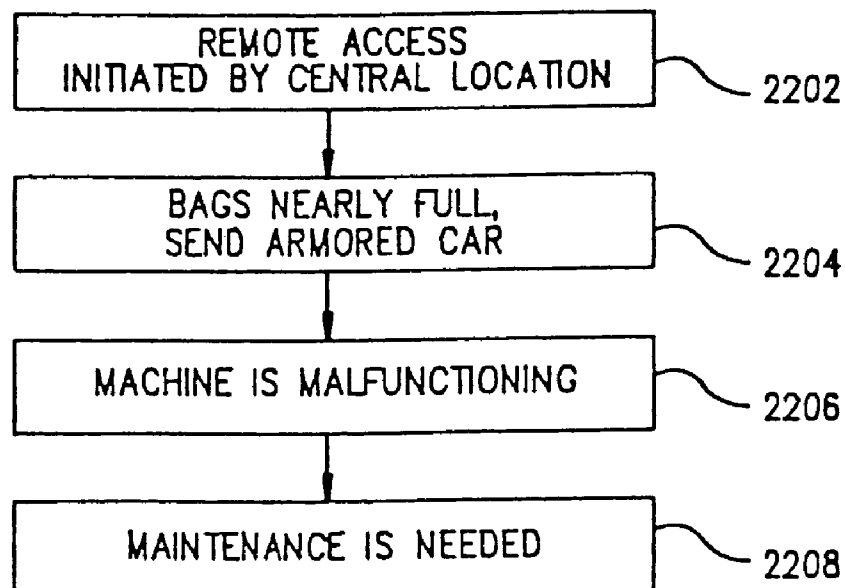 REMOTE ACCESS
INITIATED BY CENTRAL LOCATION
2202
BAGS NEARLY FULL,
SEND ARMORED CAR
2204
MACHINE IS MALFUNCTIONING
2206
MAINTENANCE IS NEEDED
2208